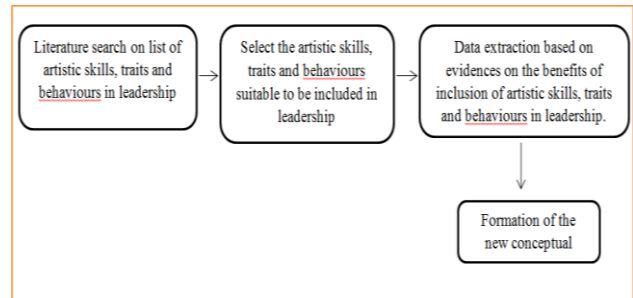 Literature search on list of
artistic skills, traits and
behaviours in leadership
Select the artistic skills,
traits and behaviours
suitable to be included in
leadership
Data extraction based on
evidences on the benefits of
inclusion of artistic skills, traits
and behaviours in leadership.
Formation of the
new conceptual